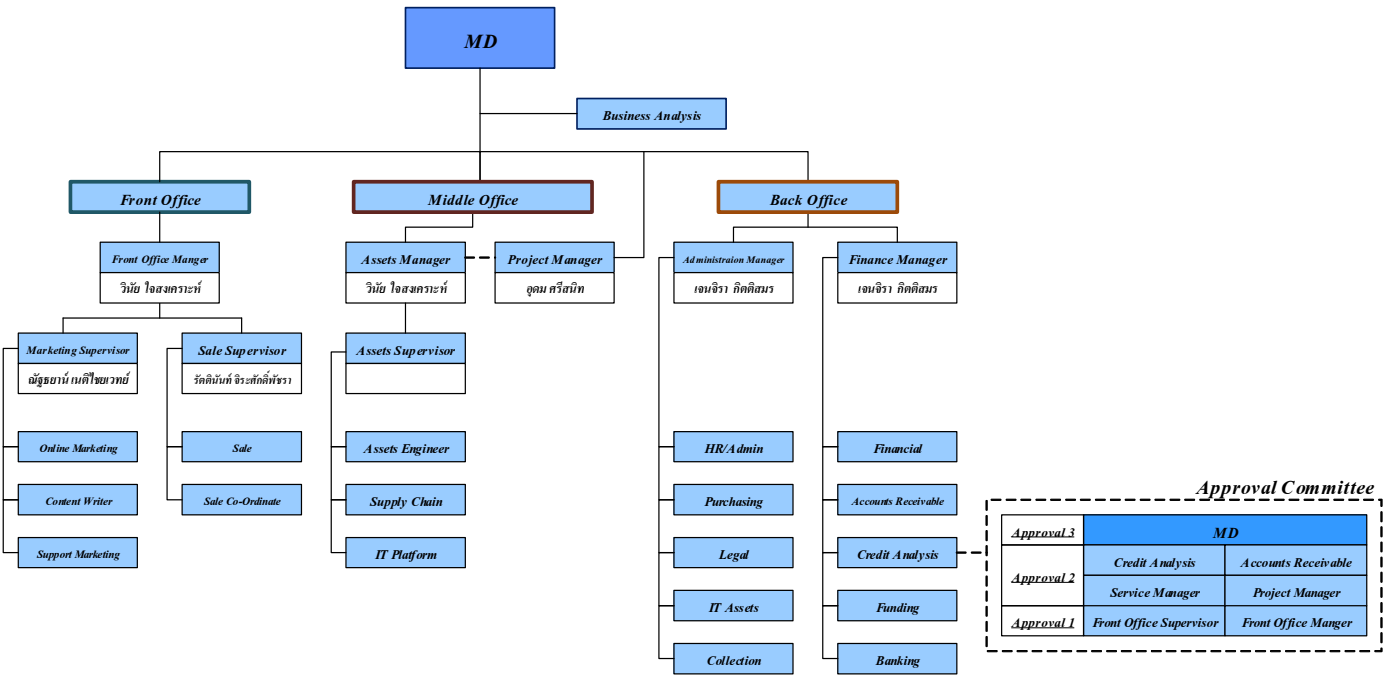 MD
Business Analysis
Front Office
Middle Office
Back Office
Front Office Manger
วินัย ใจสงเคราะห์
Assets Manager
วินัย ใจสงเคราะห์
Project Manager
อุดม ศรีสนิท
Administraion Manager
เจนจิรา กิตติสมร
Finance Manager
เจนจิรา กิตติสมร
Marketing Supervisor
ณัฐธยาน์ เนติไชยเวทย์
Sale Supervisor
รัตตินันท์ จิระศักดิ์พัชรา
Assets Supervisor
Online Marketing
Content Writer
Support Marketing
Sale
Sale Co-Ordinate
Assets Engineer
Supply Chain
IT Platform
HR/Admin
Purchasing
Legal
IT Assets
Collection
Financial
Accounts Receivable
Credit Analysis
Funding
Banking
Approval Committee
Approval 3 MD
Approval 2 Credit Analysis Accounts Receivable
Service Manager Project Manager
Approval 1 Front Office Supervisor Front Office Manger